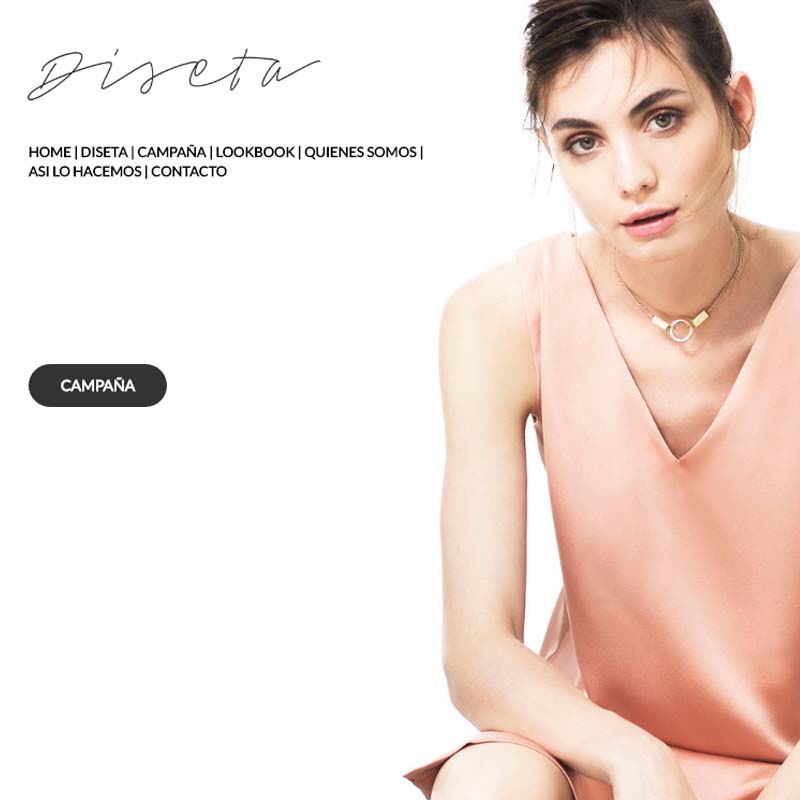 Diseta
HOME | DISETA | CAMPAÑA | LOOKBOOK | QUIENES SOMOS |
ASI LO HACEMOS | CONTACTO
CAMPAÑA